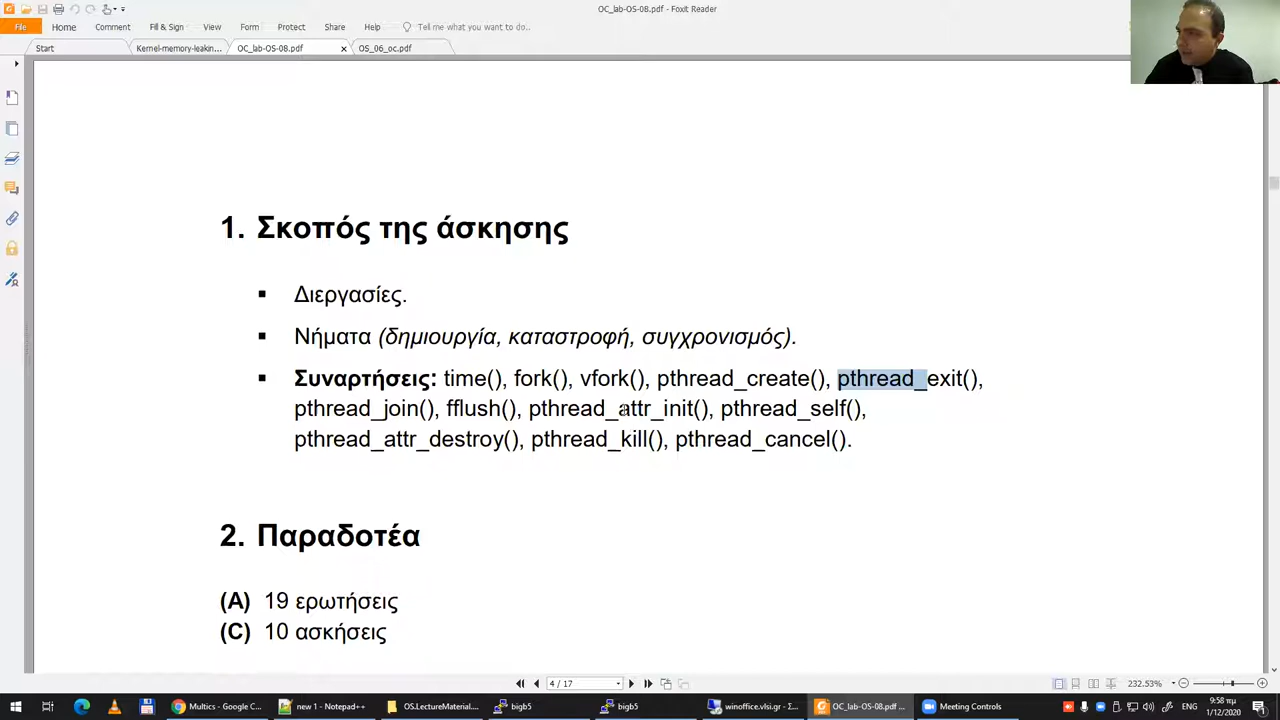 OC_lab-OS-08.pdf - Foxit Reader
File Home Comment Fill & Sign Form View Protect Share Help Tell me what you want to do..
Start Kernel-memory-leakin... OC_lab-OS-08.pdf OS_06_oc.pdf
1. Σκοπός της άσκησης
▪ Διεργασίες.
▪ Νήματα (δημιουργία, καταστροφή, συγχρονισμός).
▪ Συναρτήσεις: time(), fork(), vfork(), pthread_create(), pthread_exit(),
pthread_join(), fflush(), pthread_attr_init(), pthread_self(),
pthread_attr_destroy(), pthread_kill(), pthread_cancel().
2. Παραδοτέα
(A) 19 ερωτήσεις
(C) 10 ασκήσεις
4 / 17 232.53%
Multics - Google C... new 1 - Notepad++ OS.LectureMaterial... bigb5 bigb5 winoffice.vlsi.gr - Σ... OC_lab-OS-08.pdf ... Meeting Controls 9:58 πμ
1/12/2020